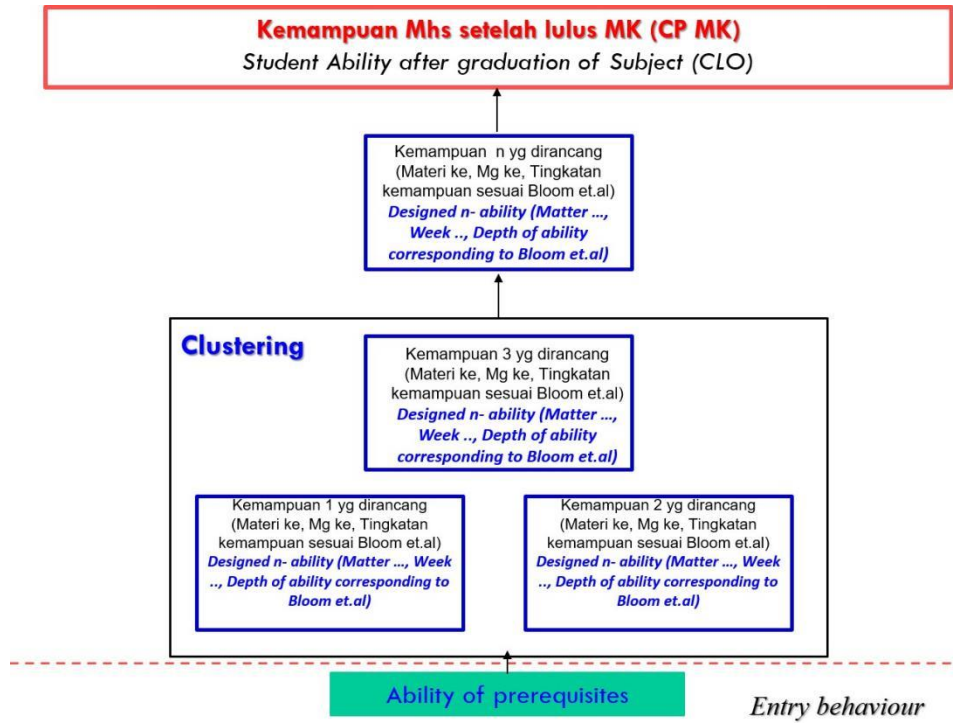 Kemampuan Mhs setelah lulus MK (CP MK)
Student Ability after graduation of Subject (CLO)
Kemampuan n yg dirancang
(Materi ke, Mg ke, Tingkatan
kemampuan sesuai Bloom et.al)
Designed n- ability (Matter ...,
Week .., Depth of ability
corresponding to Bloom et.al)
Clustering
Kemampuan 3 yg dirancang
(Materi ke, Mg ke, Tingkatan
kemampuan sesuai Bloom et.al)
Designed n- ability (Matter ...,
Week .., Depth of ability
corresponding to Bloom et.al)
Kemampuan 1 yg dirancang
(Materi ke, Mg ke, Tingkatan
kemampuan sesuai Bloom et.al)
Designed n- ability (Matter ..., Week
.., Depth of ability corresponding to
Bloom et.al)
Kemampuan 2 yg dirancang
(Materi ke, Mg ke, Tingkatan
kemampuan sesuai Bloom et.al)
Designed n- ability (Matter ..., Week
.., Depth of ability corresponding to
Bloom et.al)
Ability of prerequisites
Entry behaviour